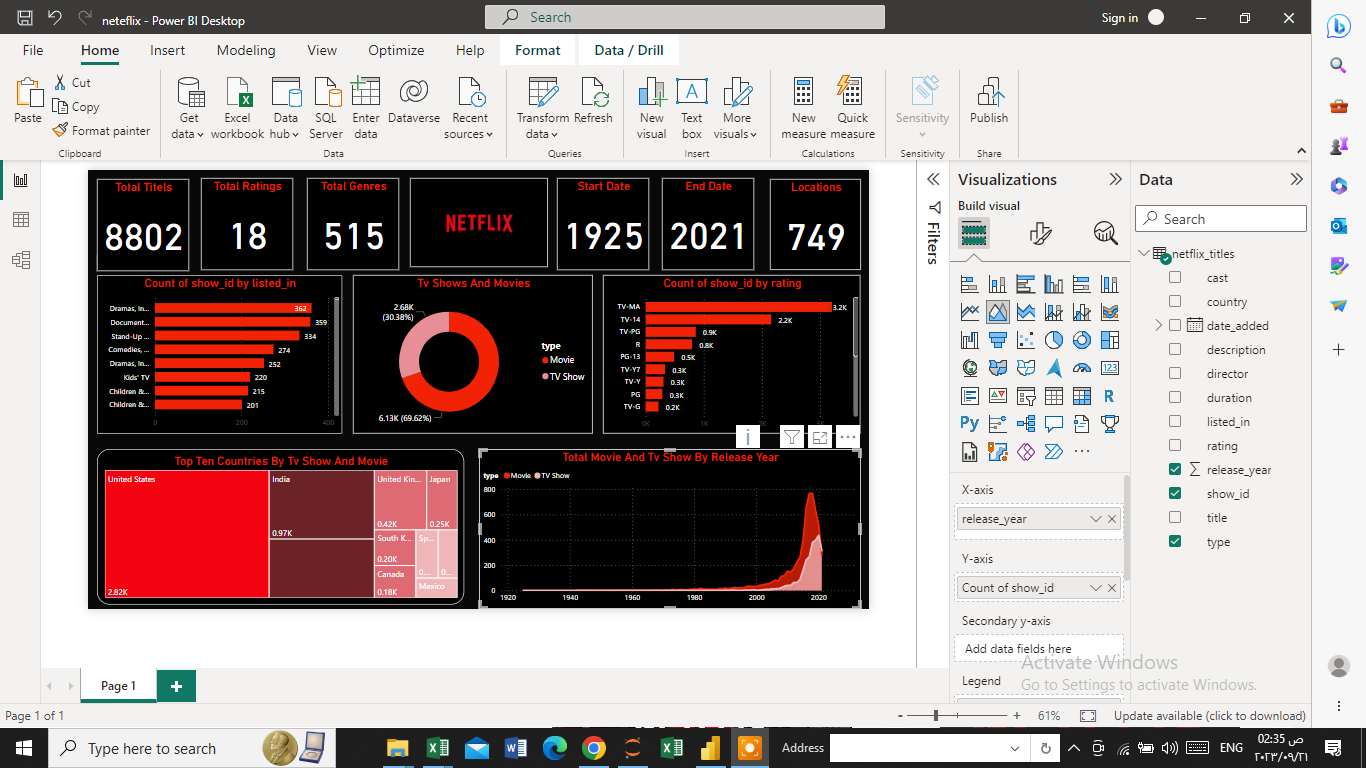 neteflix - Power BI Desktop
Search
Sign in
File Home Insert Modeling View Optimize Help Format Data / Drill
Paste
Cut
Copy
Format painter
Clipboard
Get data
Excel workbook
Data hub
SQL Server
Enter data
Dataverse
Recent sources
Data
Transform data
Refresh
Queries
New visual
Text box
More visuals
Insert
New measure
Quick measure
Calculations
Sensitivity
Sensitivity
Publish
Share
Total Titels
8802
Total Ratings
18
Total Genres
515
NETFLIX
Start Date
1925
End Date
2021
Locations
749
Count of show_id by listed_in
Dramas, In... 362
Document... 359
Stand-Up ... 334
Comedies, ... 274
Dramas, In... 252
Kids' TV 220
Children &... 215
Children &... 201
0 200 400
Tv Shows And Movies
2.68K
(30.38%)
6.13K (69.62%)
type
Movie
TV Show
Count of show_id by rating
TV-MA 3.2K
TV-14 2.2K
TV-PG 0.9K
R 0.8K
PG-13 0.5K
TV-Y7 0.3K
TV-Y 0.3K
PG 0.3K
TV-G 0.2K
0K 1K 2K 3K
Top Ten Countries By Tv Show And Movie
United States
2.82K
India
0.97K
United Kin...
0.42K
Japan
0.25K
South K...
0.20K
Canada
0.18K
Sp...
0....
0....
Mexico
Total Movie And Tv Show By Release Year
type Movie TV Show
800
600
400
200
0
1920 1940 1960 1980 2000 2020
Filters
Visualizations
Build visual
123
Py
R
X-axis
release_year
Y-axis
Count of show_id
Secondary y-axis
Add data fields here
Legend
Data
Search
netflix_titles
cast
country
date_added
description
director
duration
listed_in
rating
release_year
show_id
title
type
Activate Windows
Go to Settings to activate Windows.
Page 1
Page 1 of 1
61%
Update available (click to download)
Type here to search
Address
ENG
02:35 ص
٢٠٢٣/٠٩/٢١